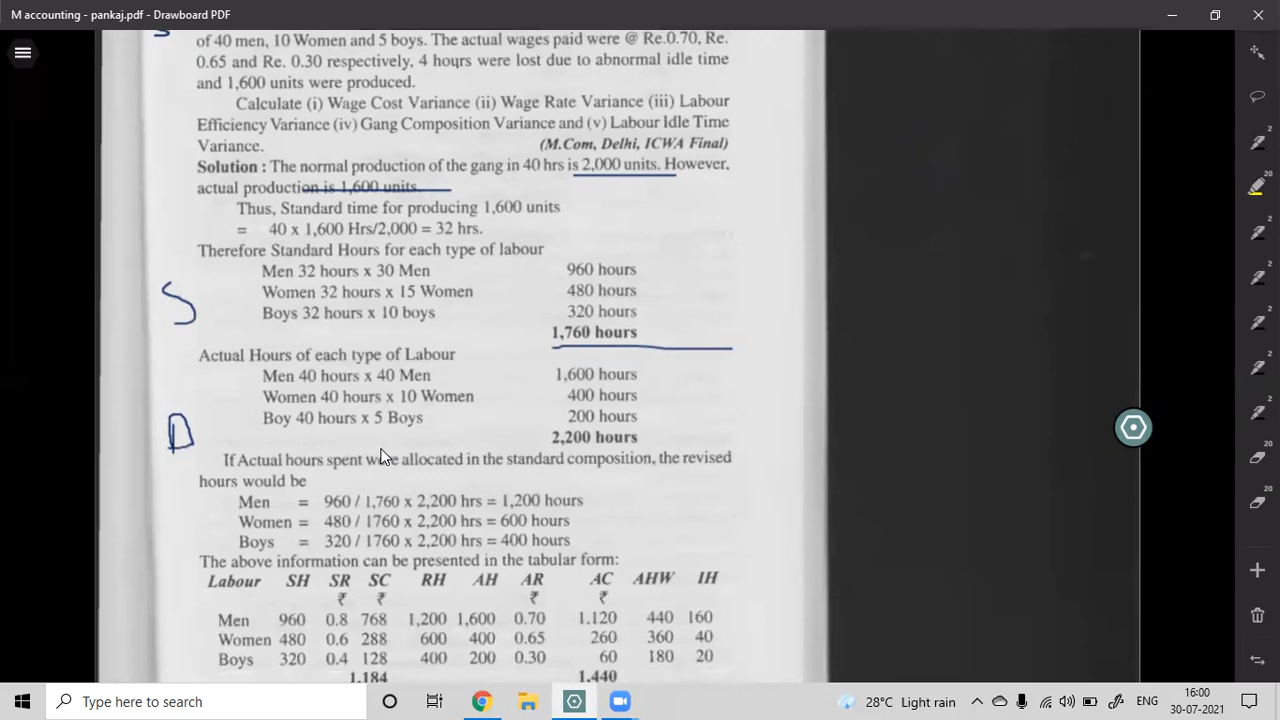 M accounting - pankaj.pdf - Drawboard PDF
of 40 men, 10 Women and 5 boys. The actual wages paid were @ Re.0.70, Re.
0.65 and Re. 0.30 respectively, 4 hours were lost due to abnormal idle time
and 1,600 units were produced.
Calculate (i) Wage Cost Variance (ii) Wage Rate Variance (iii) Labour
Efficiency Variance (iv) Gang Composition Variance and (v) Labour Idle Time
Variance. (M.Com, Delhi, ICWA Final)
Solution : The normal production of the gang in 40 hrs is 2,000 units. However,
actual production is 1,600 units.
Thus, Standard time for producing 1,600 units
= 40 x 1,600 Hrs/2,000 = 32 hrs.
Therefore Standard Hours for each type of labour
Men 32 hours x 30 Men 960 hours
Women 32 hours x 15 Women 480 hours
Boys 32 hours x 10 boys 320 hours
1,760 hours
S
Actual Hours of each type of Labour
Men 40 hours x 40 Men 1,600 hours
Women 40 hours x 10 Women 400 hours
Boy 40 hours x 5 Boys 200 hours
2,200 hours
If Actual hours spent were allocated in the standard composition, the revised
hours would be
Men = 960 / 1,760 x 2,200 hrs = 1,200 hours
Women = 480 / 1760 x 2,200 hrs = 600 hours
Boys = 320 / 1760 x 2,200 hrs = 400 hours
The above information can be presented in the tabular form:
Labour SH SR SC RH AH AR AC AHW IH
₹ ₹ ₹ ₹
Men 960 0.8 768 1,200 1,600 0.70 1,120 440 160
Women 480 0.6 288 600 400 0.65 260 360 40
Boys 320 0.4 128 400 200 0.30 60 180 20
1,184 1,440
2
20
2
2
2
2
2
20
20
Type here to search
28°C Light rain
ENG
16:00
30-07-2021